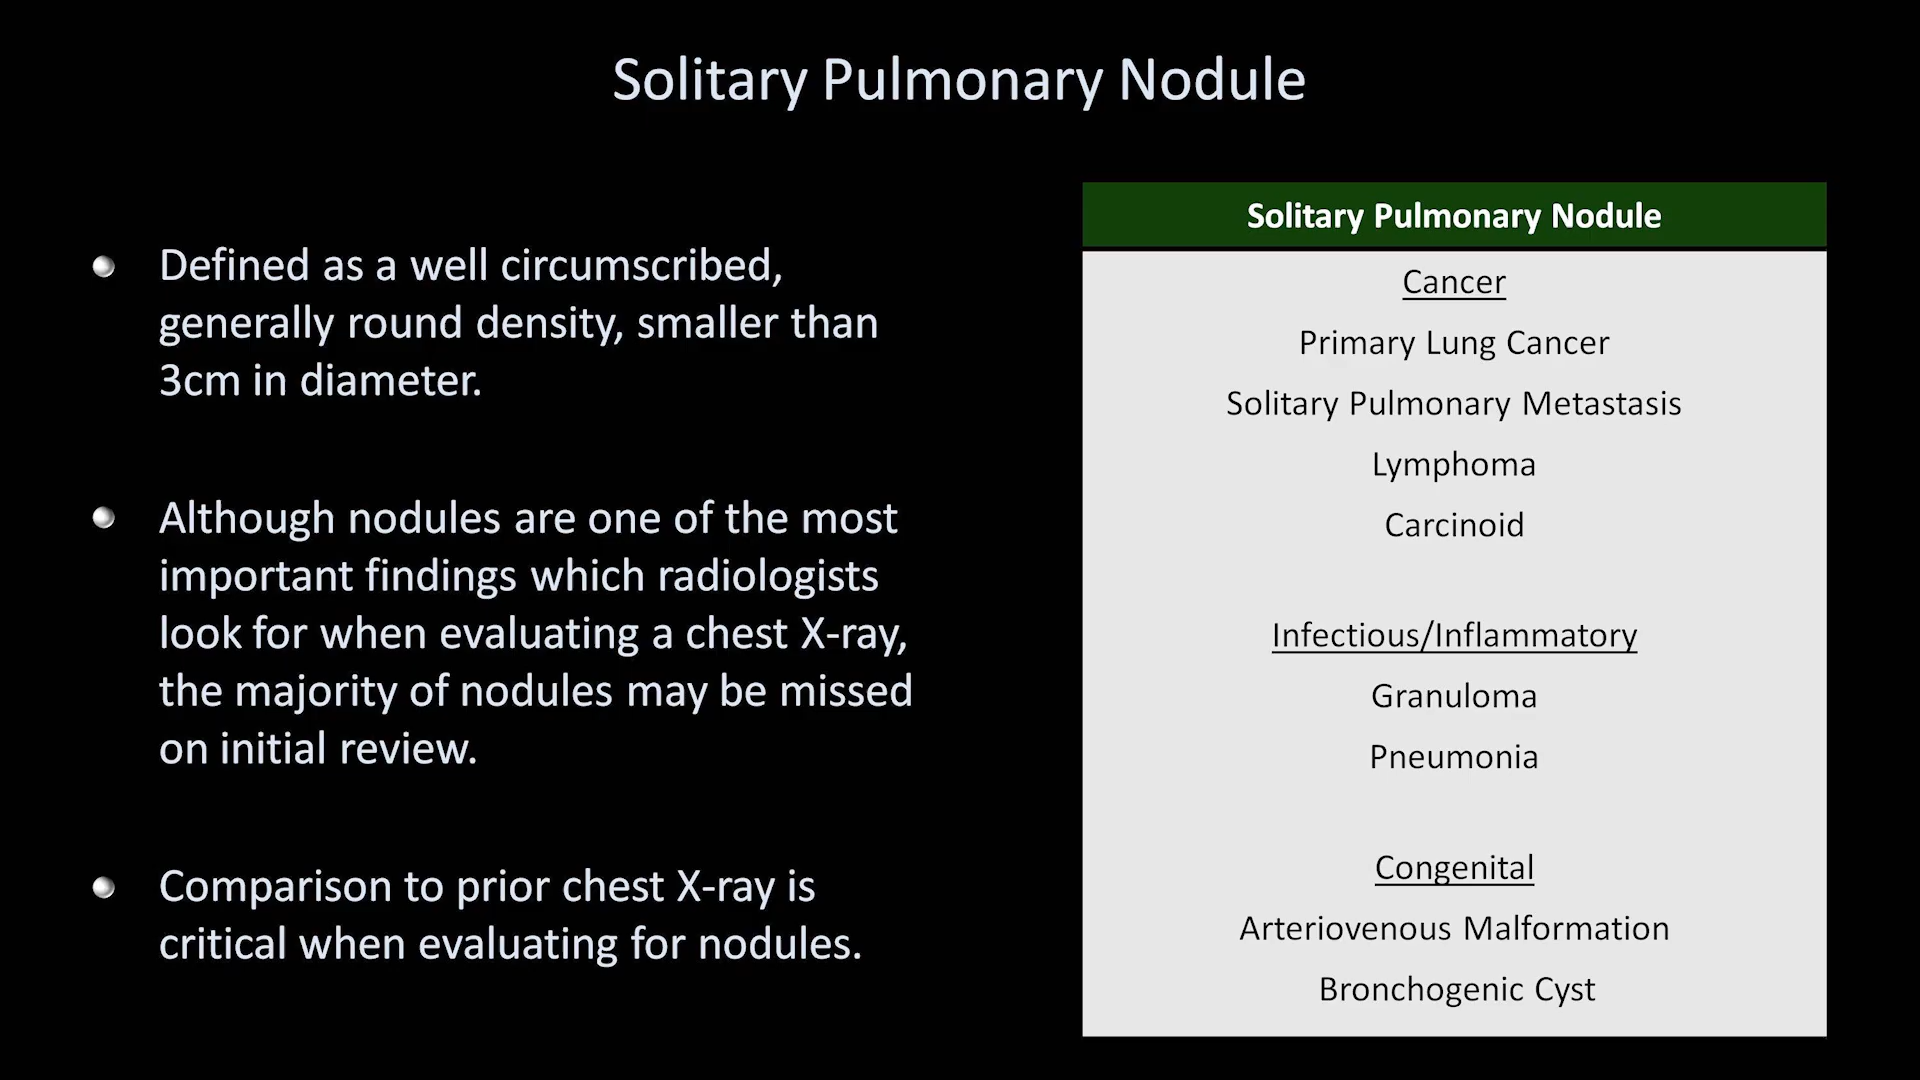 Solitary Pulmonary Nodule
Defined as a well circumscribed,
generally round density, smaller than
3cm in diameter.
Although nodules are one of the most
important findings which radiologists
look for when evaluating a chest X-ray,
the majority of nodules may be missed
on initial review.
Comparison to prior chest X-ray is
critical when evaluating for nodules.
Solitary Pulmonary Nodule
Cancer
Primary Lung Cancer
Solitary Pulmonary Metastasis
Lymphoma
Carcinoid
Infectious/Inflammatory
Granuloma
Pneumonia
Congenital
Arteriovenous Malformation
Bronchogenic Cyst